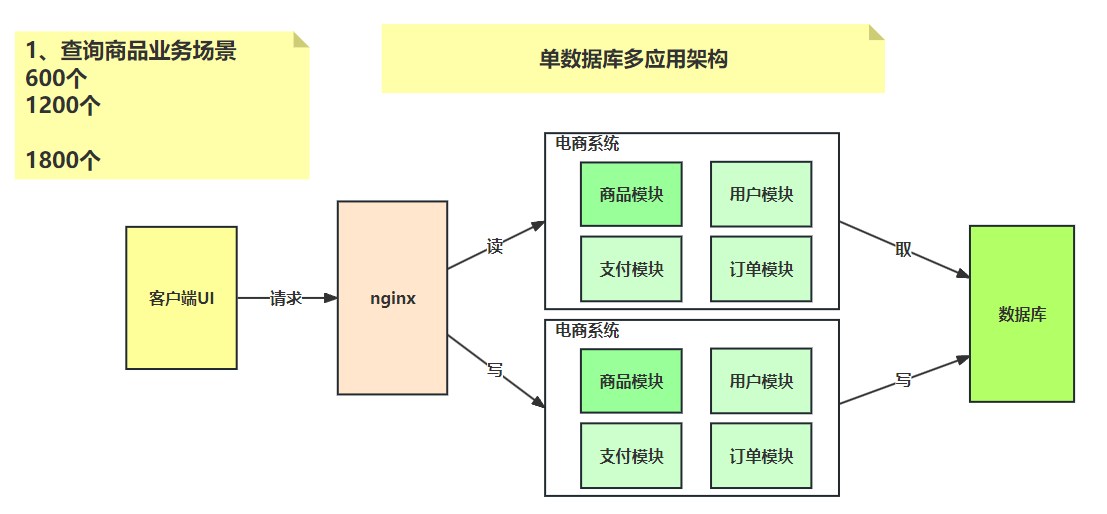 1、查询商品业务场景
600个
1200个
1800个
单数据库多应用架构
客户端UI
请求
nginx
读
写
电商系统
商品模块
用户模块
支付模块
订单模块
电商系统
商品模块
用户模块
支付模块
订单模块
取
写
数据库